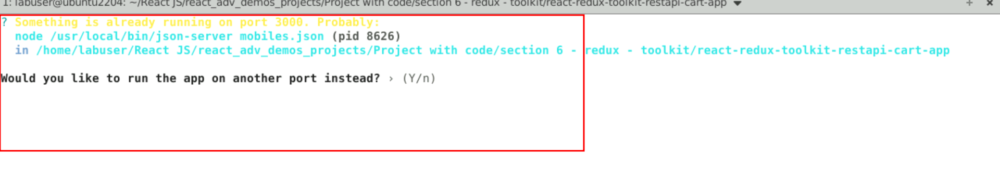 1: labuser@ubuntu2204: ~/React JS/react_adv_demos_projects/Project with code/section 6 - redux - toolkit/react-redux-toolkit-restapi-cart-app
? Something is already running on port 3000. Probably:
  node /usr/local/bin/json-server mobiles.json (pid 8626)
  in /home/labuser/React JS/react_adv_demos_projects/Project with code/section 6 - redux - toolkit/react-redux-toolkit-restapi-cart-app
Would you like to run the app on another port instead? › (Y/n)